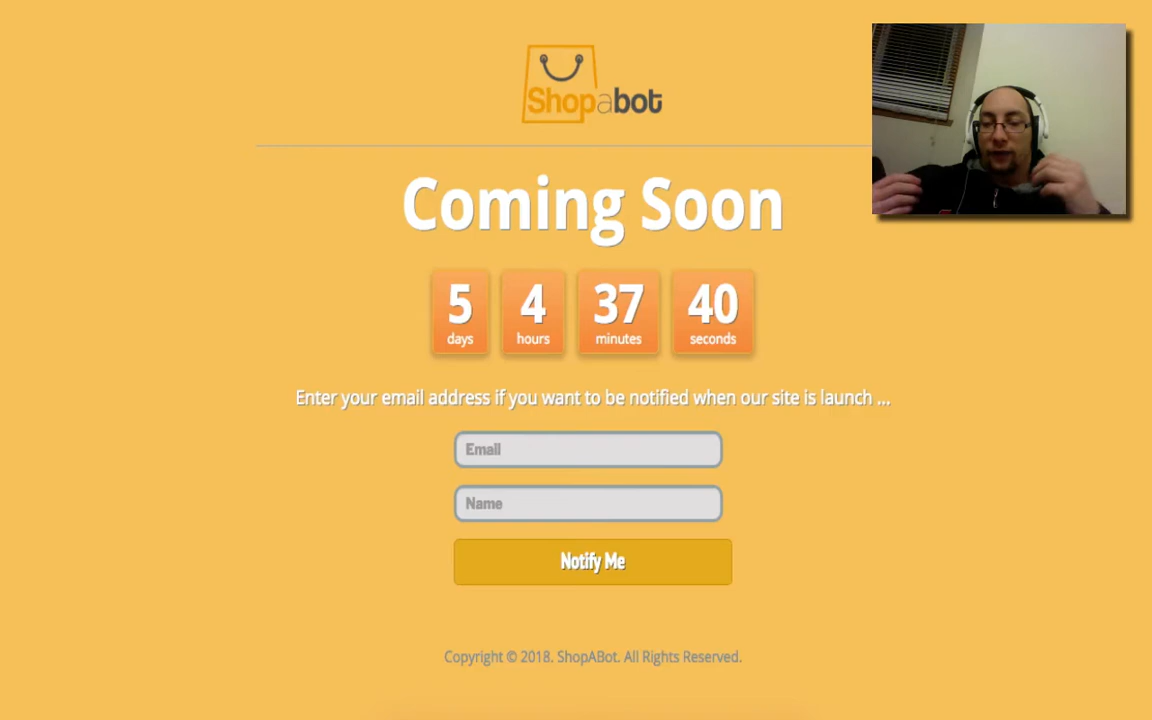 Shopabot
Coming Soon
5 4 37 40
days hours minutes seconds
Enter your email address if you want to be notified when our site is launch ...
Email
Name
Notify Me
Copyright © 2018. ShopABot. All Rights Reserved.